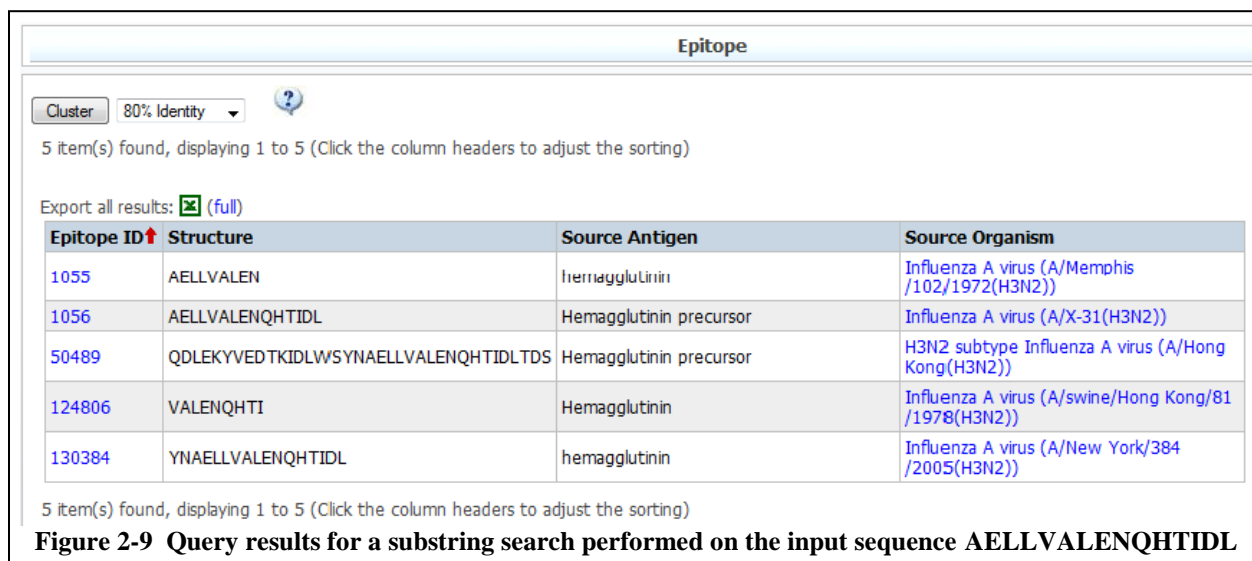 Epitope
Cluster 80% Identity ?
5 item(s) found, displaying 1 to 5 (Click the column headers to adjust the sorting)
Export all results: (full)
Epitope ID Structure Source Antigen Source Organism
1055 AELLVALEN hemagglutinin Influenza A virus (A/Memphis
/102/1972(H3N2))
1056 AELLVALENQHTIDL Hemagglutinin precursor Influenza A virus (A/X-31(H3N2))
50489 QDLEKYVEDTKIDLWSYNAELLVALENQHTIDLTDS Hemagglutinin precursor H3N2 subtype Influenza A virus (A/Hong
Kong(H3N2))
124806 VALENQHTI Hemagglutinin Influenza A virus (A/swine/Hong Kong/81
/1978(H3N2))
130384 YNAELLVALENQHTIDL hemagglutinin Influenza A virus (A/New York/384
/2005(H3N2))
5 item(s) found, displaying 1 to 5 (Click the column headers to adjust the sorting)
Figure 2-9 Query results for a substring search performed on the input sequence AELLVALENQHTIDL